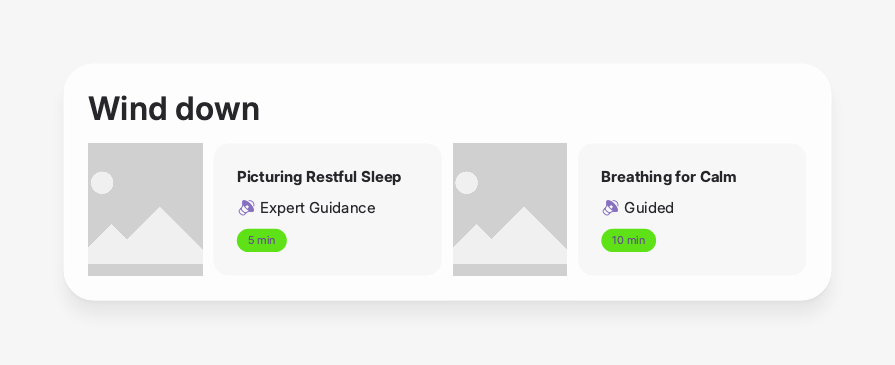 Wind down
Picturing Restful Sleep
Expert Guidance
5 min
Breathing for Calm
Guided
10 min